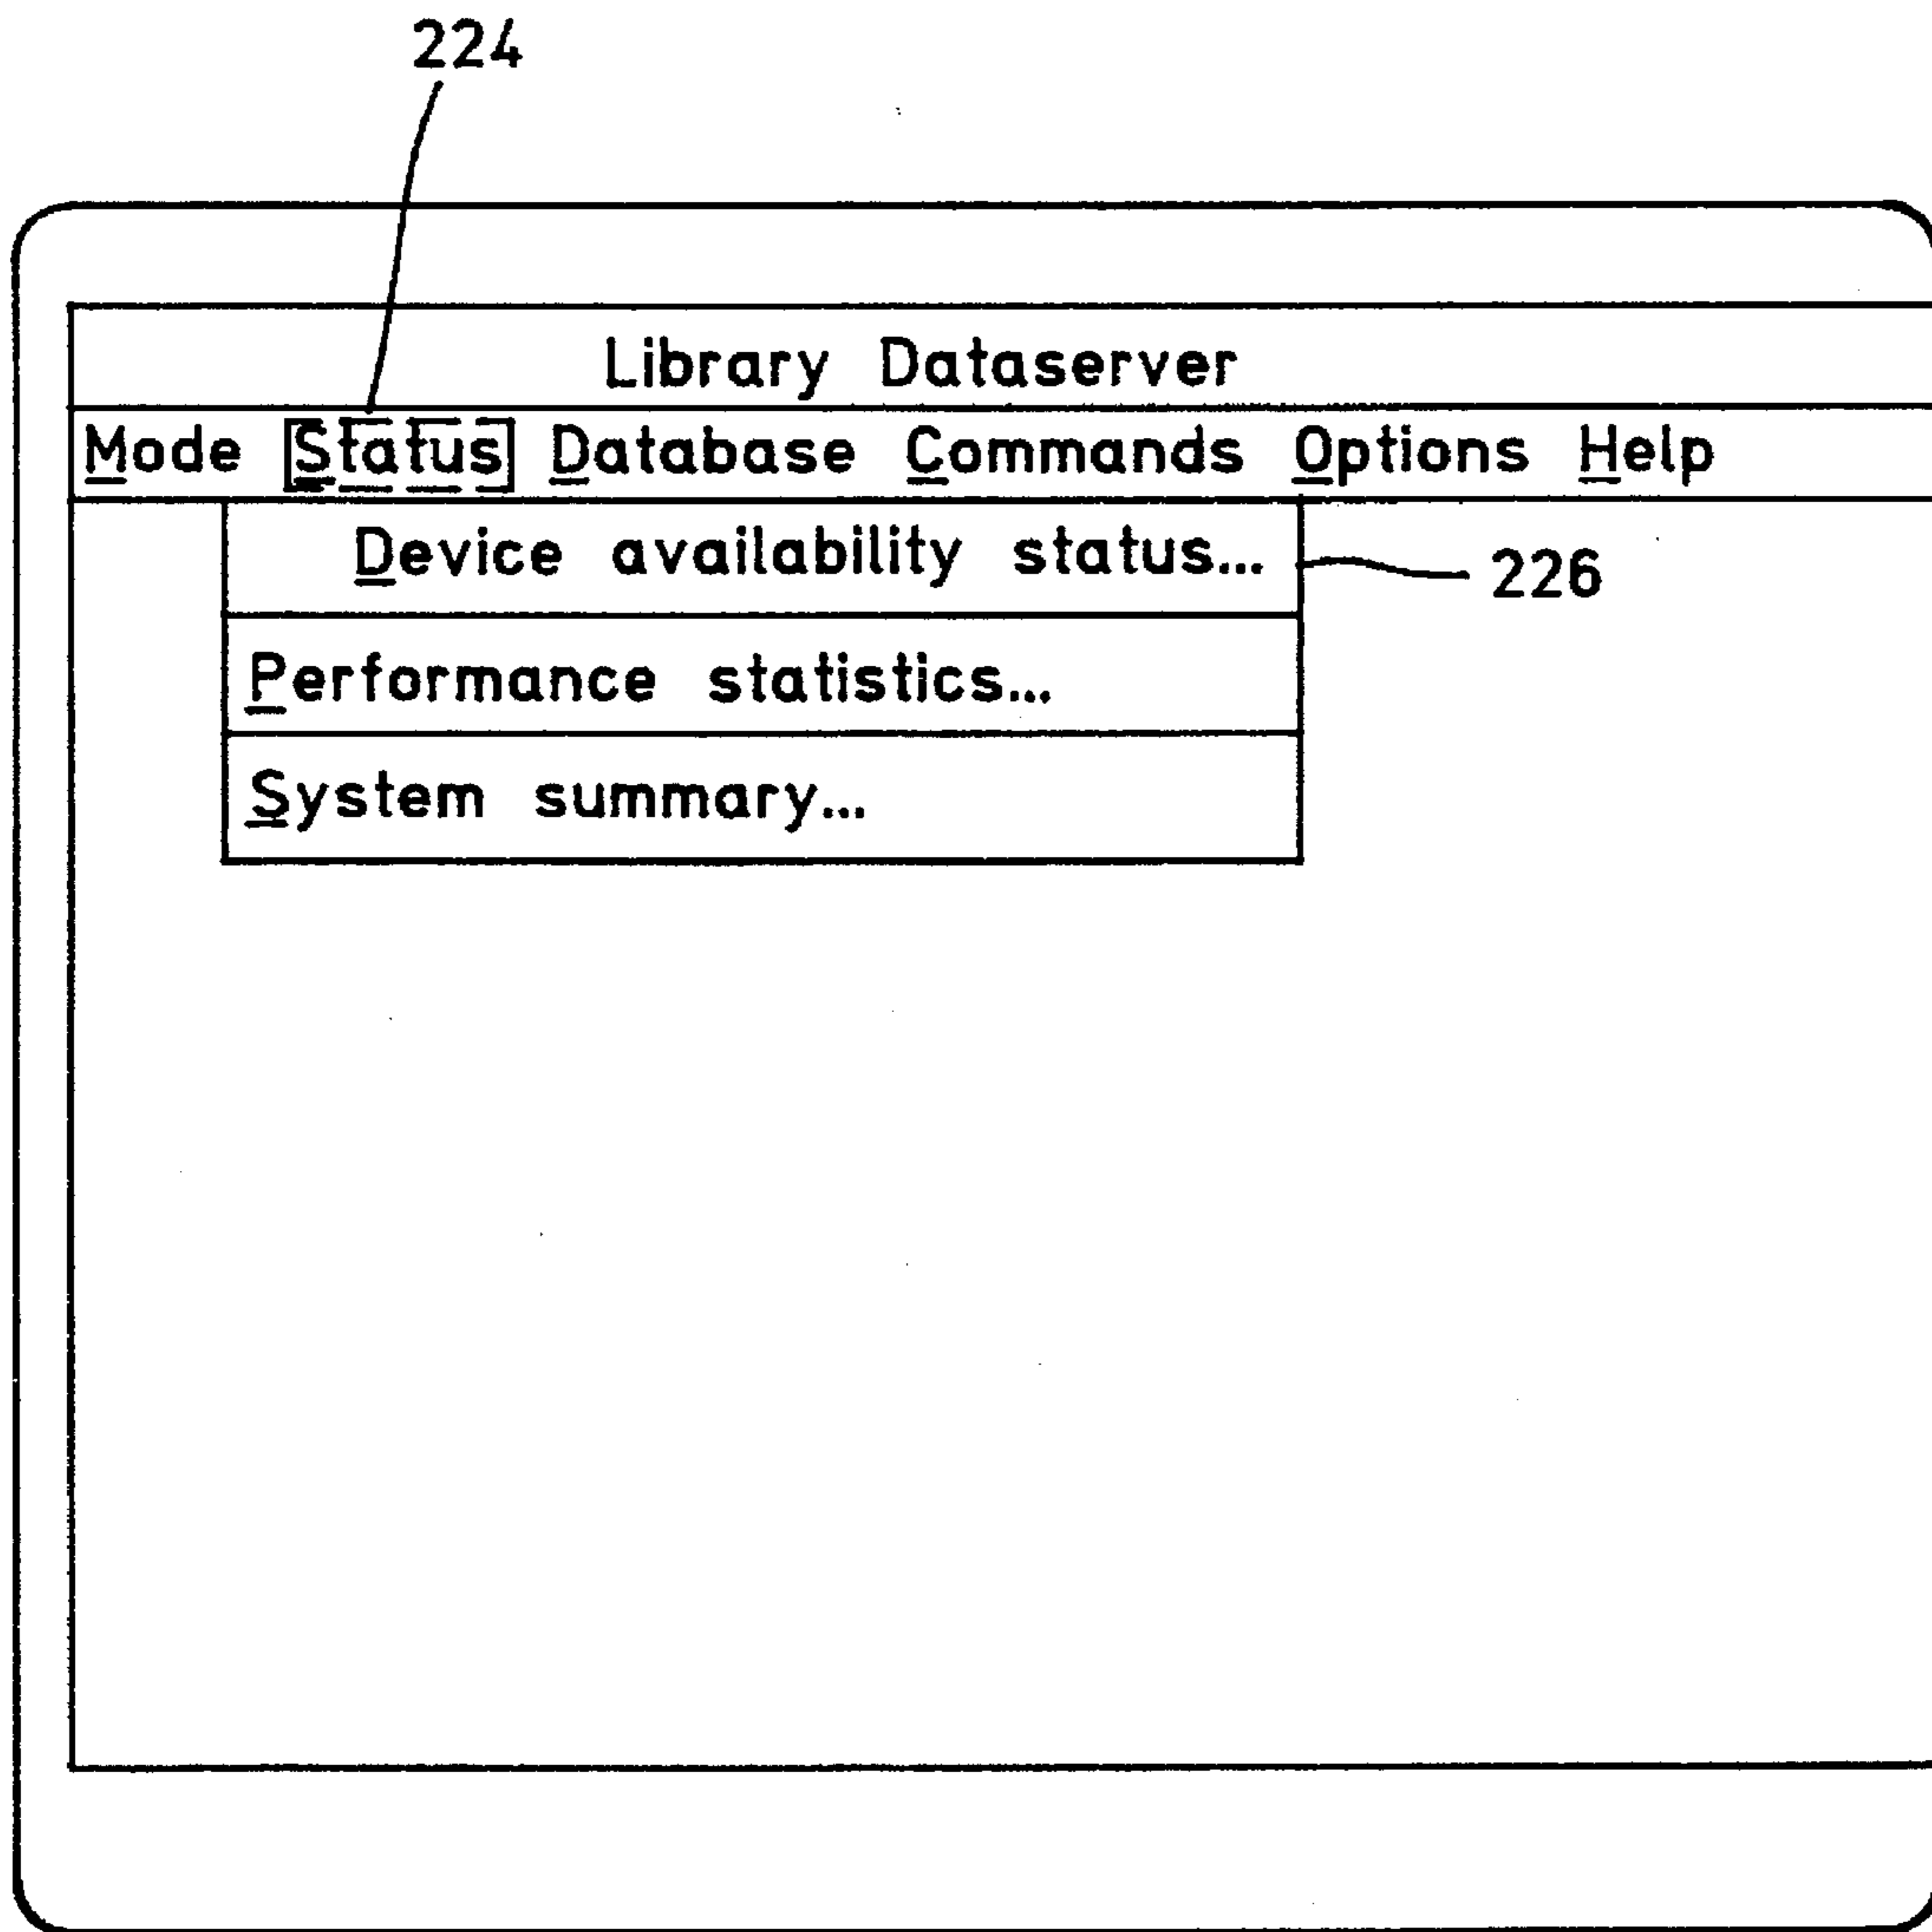 224
Library Dataserver
Mode Status Database Commands Options Help
Device availability status... 226
Performance statistics...
System summary...